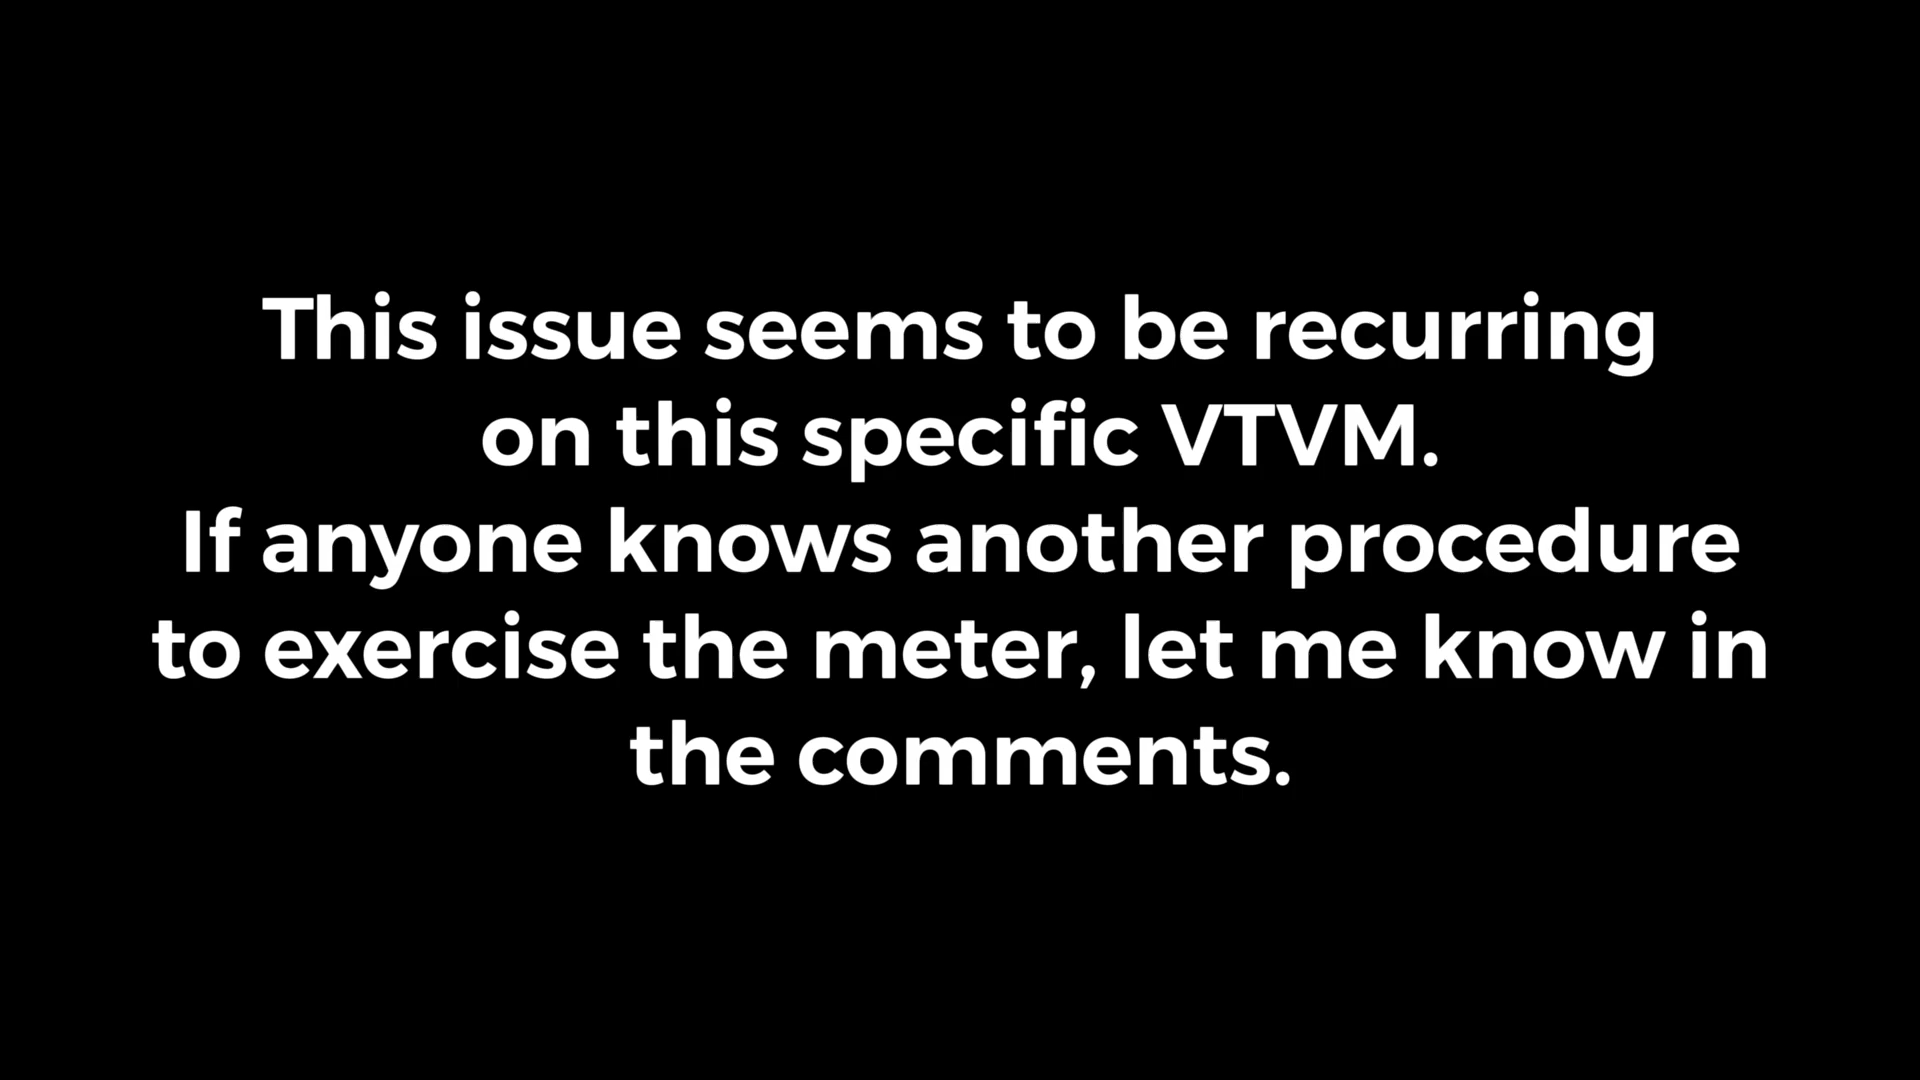 This issue seems to be recurring
on this specific VTVM.
If anyone knows another procedure
to exercise the meter, let me know in
the comments.